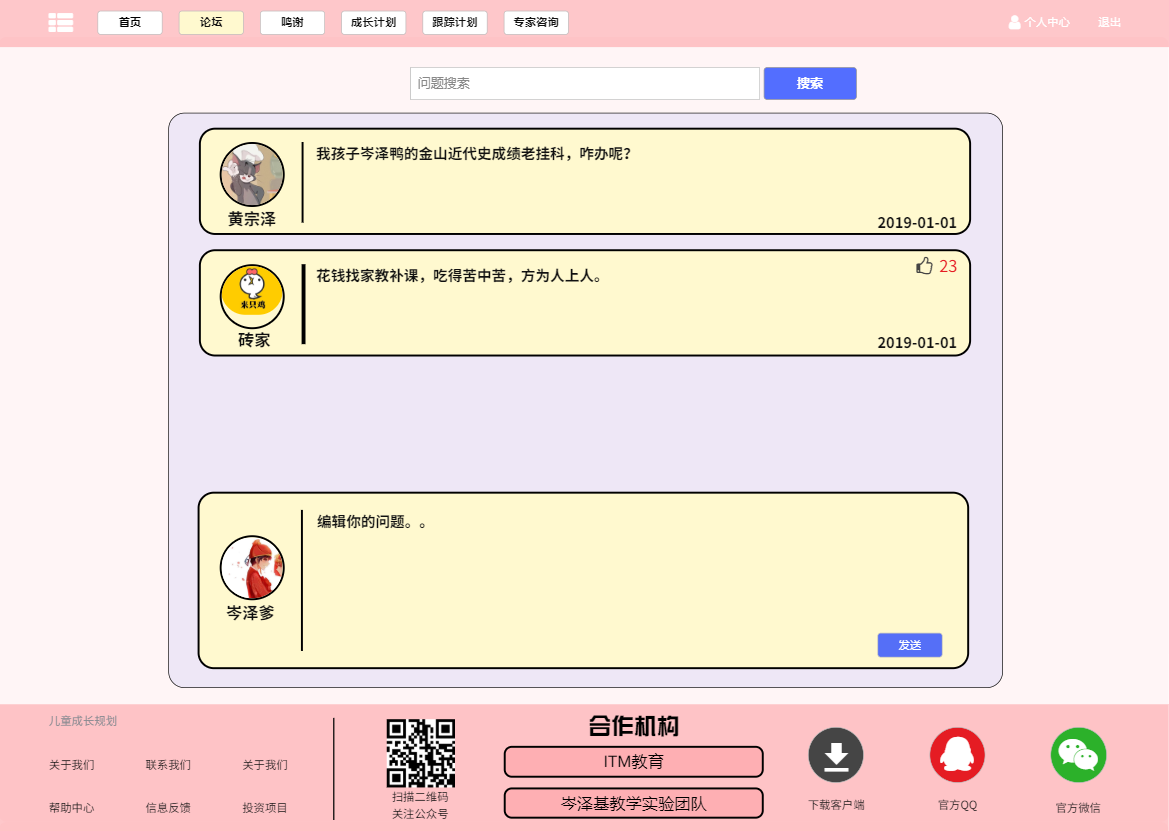 首页 论坛 鸣谢 成长计划 跟踪计划 专家咨询 个人中心 退出
问题搜索 搜索
我孩子岑泽鸭的金山近代史成绩老挂科，咋办呢？
黄宗泽
2019-01-01
花钱找家教补课，吃得苦中苦，方为人上人。
23
来只鸡
砖家
2019-01-01
编辑你的问题。。
岑泽爹
发送
儿童成长规划
关于我们 联系我们 关于我们
帮助中心 信息反馈 投资项目
扫描二维码
关注公众号
合作机构
ITM教育
岑泽基教学实验团队
下载客户端
官方QQ
官方微信